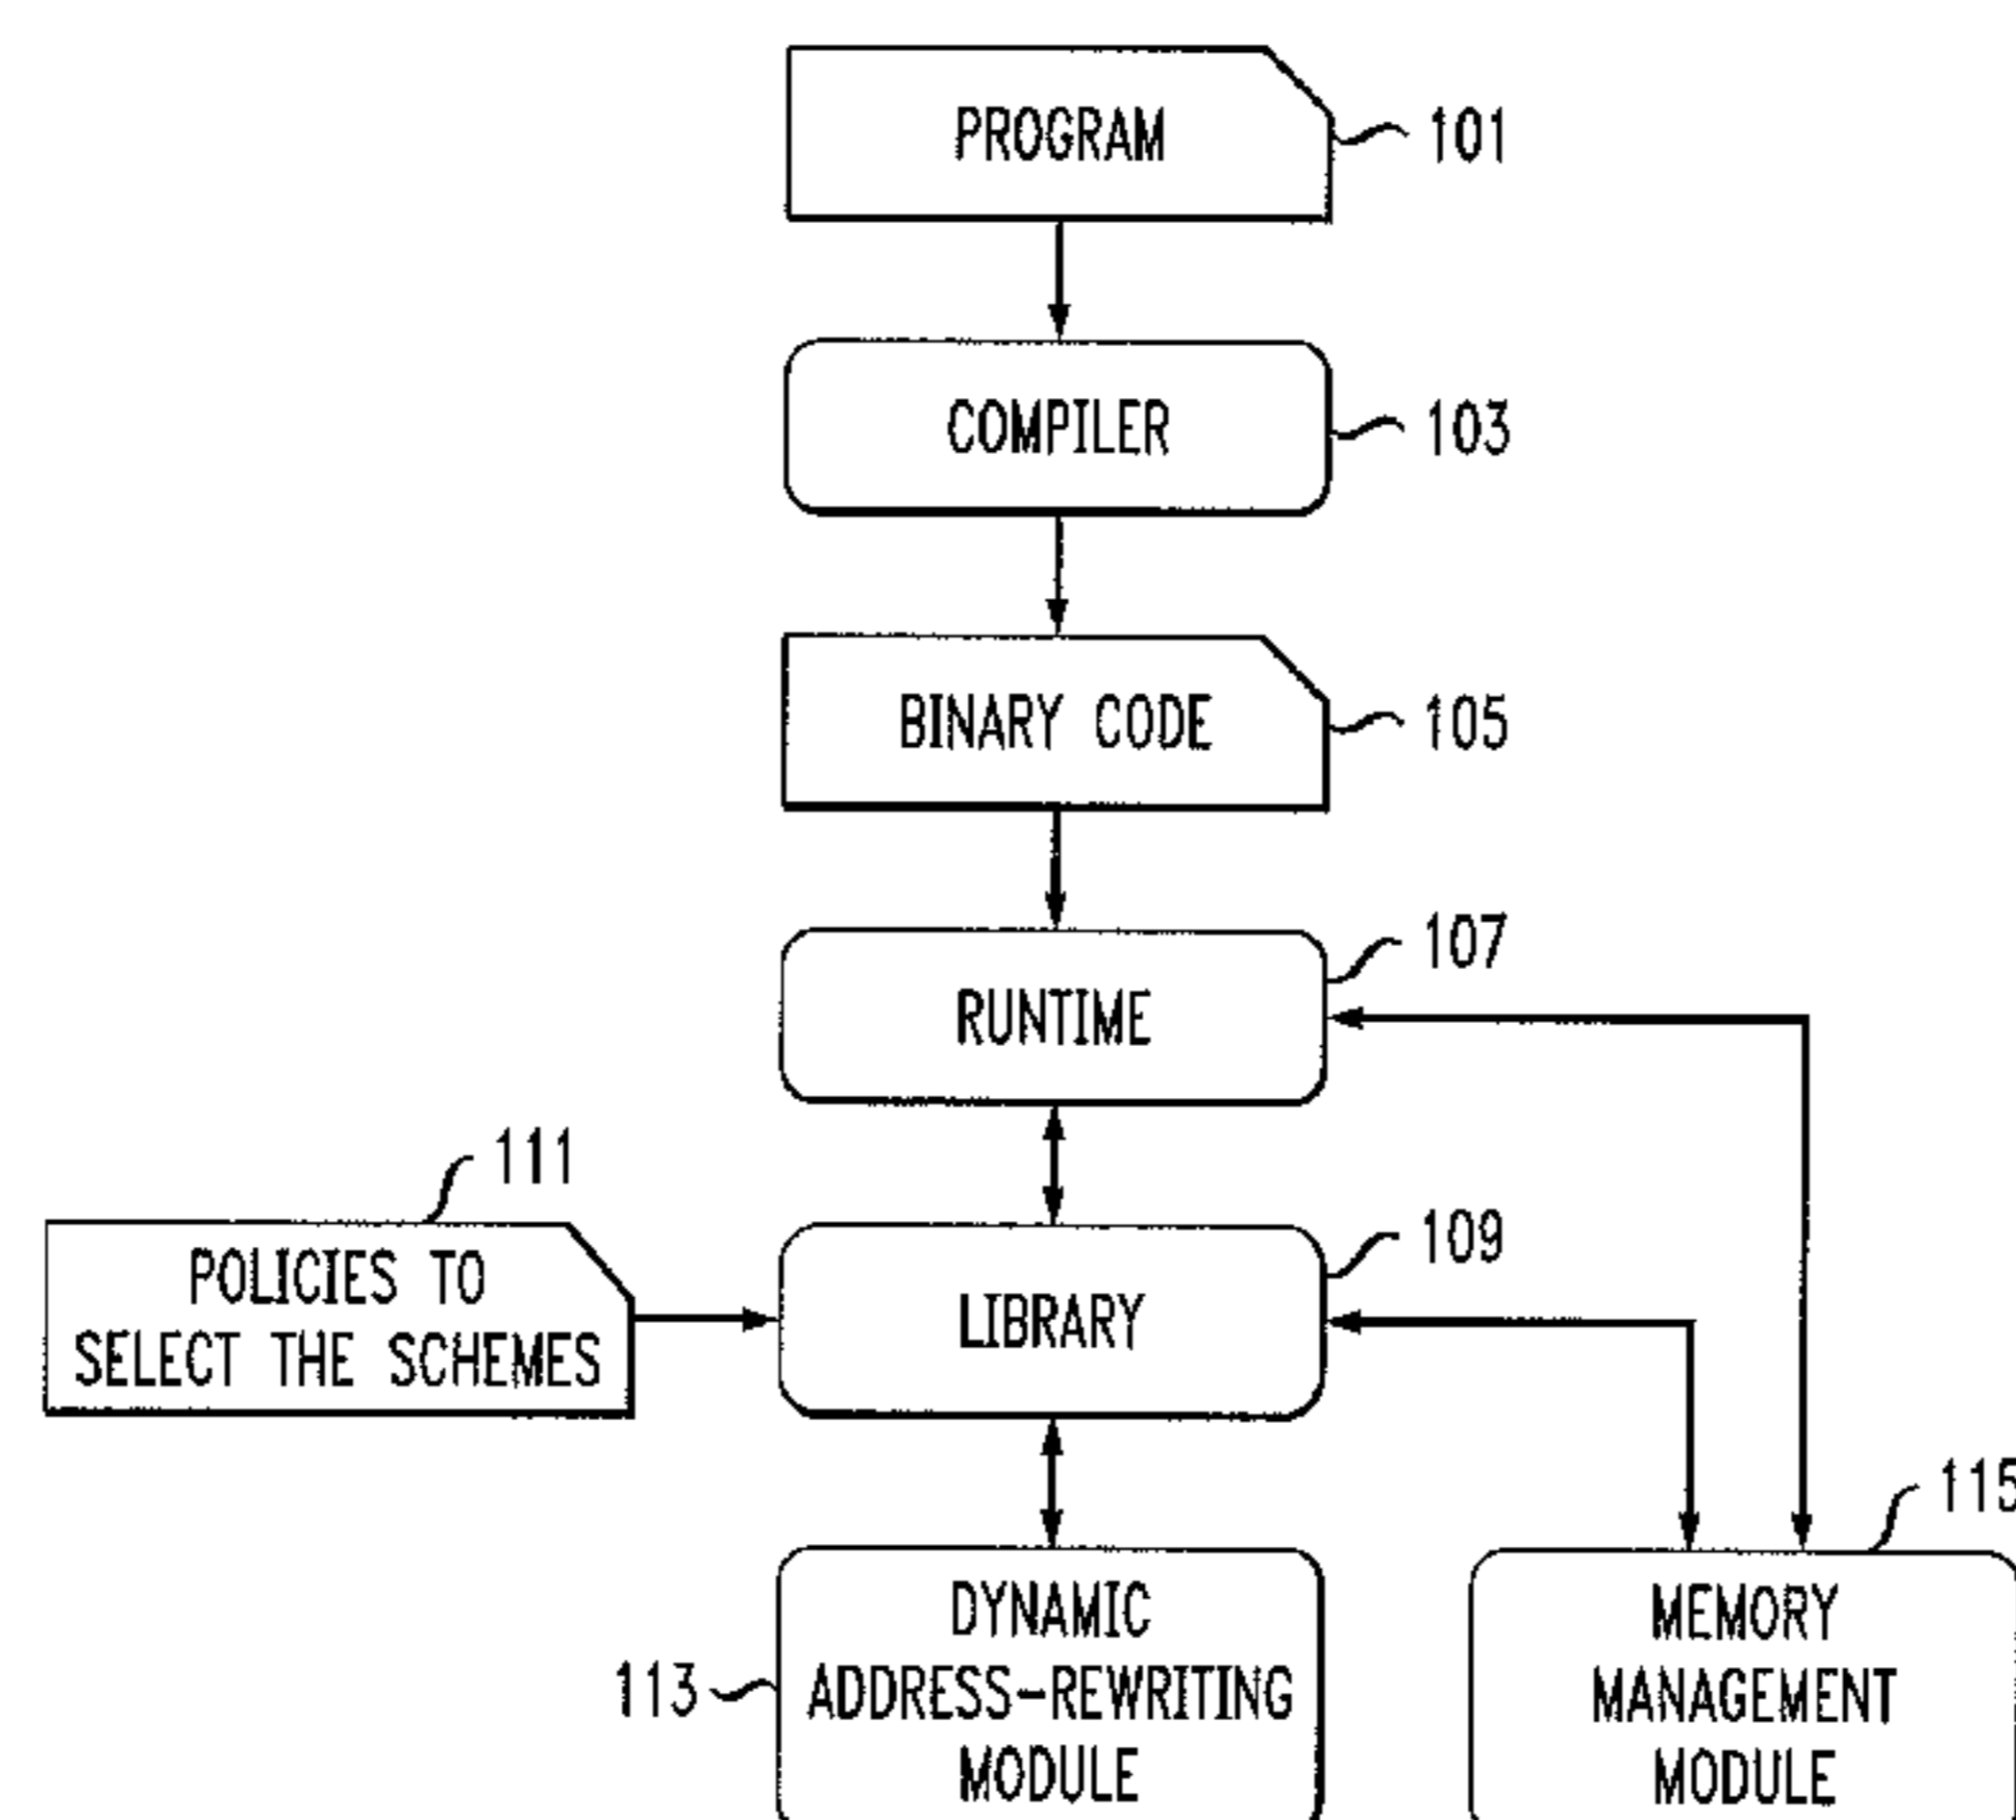 PROGRAM
101
COMPILER
103
BINARY CODE
105
107
RUNTIME
111
109
POLICIES TO
SELECT THE SCHEMES
LIBRARY
115
DYNAMIC
ADDRESS-REWRITING
MODULE
113
MEMORY
MANAGEMENT
MODULE